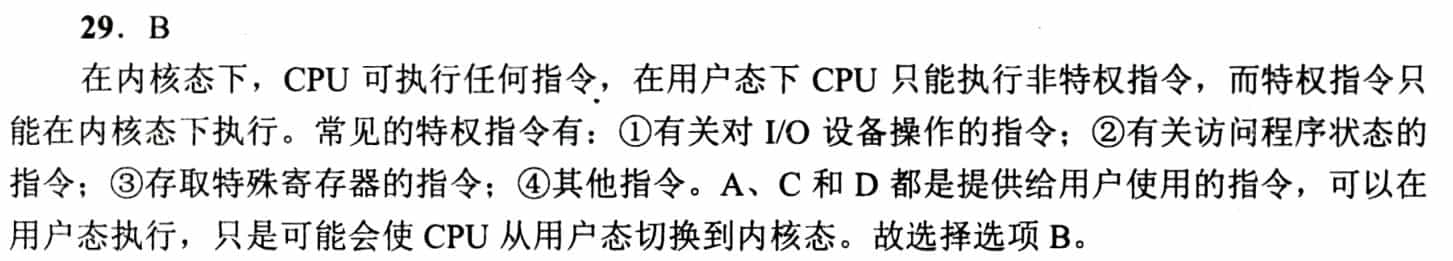 29. B
在内核态下，CPU 可执行任何指令，在用户态下 CPU 只能执行非特权指令，而特权指令只
能在内核态下执行。常见的特权指令有：①有关对 I/O 设备操作的指令；②有关访问程序状态的
指令；③存取特殊寄存器的指令；④其他指令。A、C 和 D 都是提供给用户使用的指令，可以在
用户态执行，只是可能会使 CPU 从用户态切换到内核态。故选择选项 B。